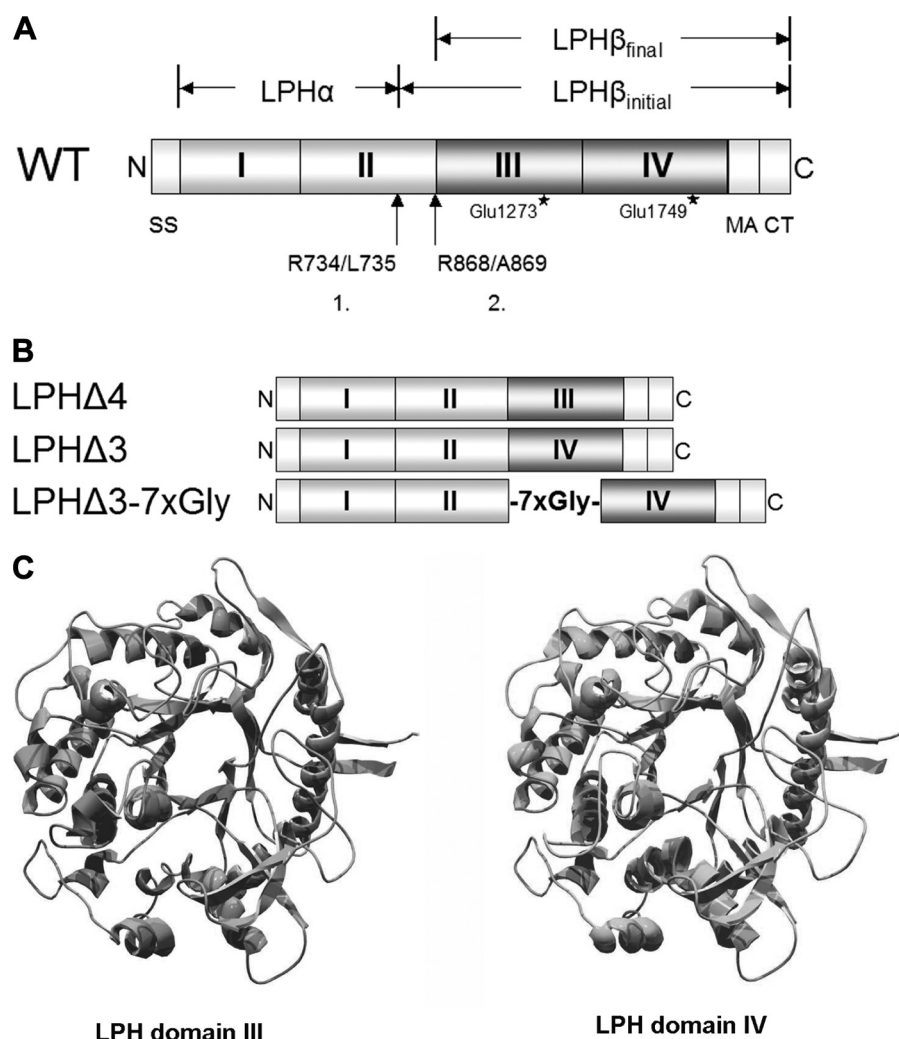 A
LPHβfinal
LPHα LPHβinitial
WT N I II III IV C
SS Glu1273★ Glu1749★ MA CT
R734/L735 R868/A869
1. 2.
B
LPHΔ4 N I II III C
LPHΔ3 N I II IV C
LPHΔ3-7xGly N I II -7xGly- IV C
C
LPH domain III LPH domain IV